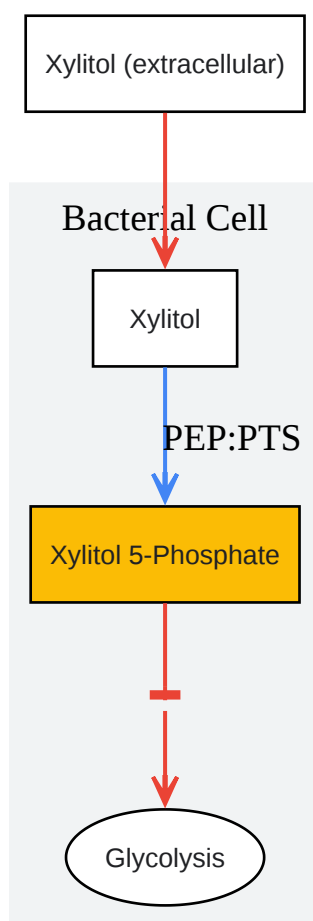 Xylitol (extracellular)
Bacterial Cell
Xylitol
PEP:PTS
Xylitol 5-Phosphate
Glycolysis